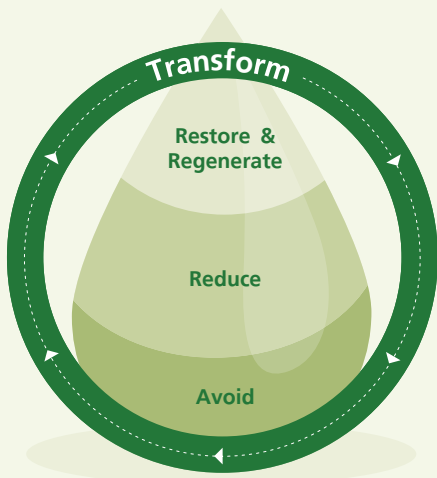 Transform
Restore &
Regenerate
Reduce
Avoid